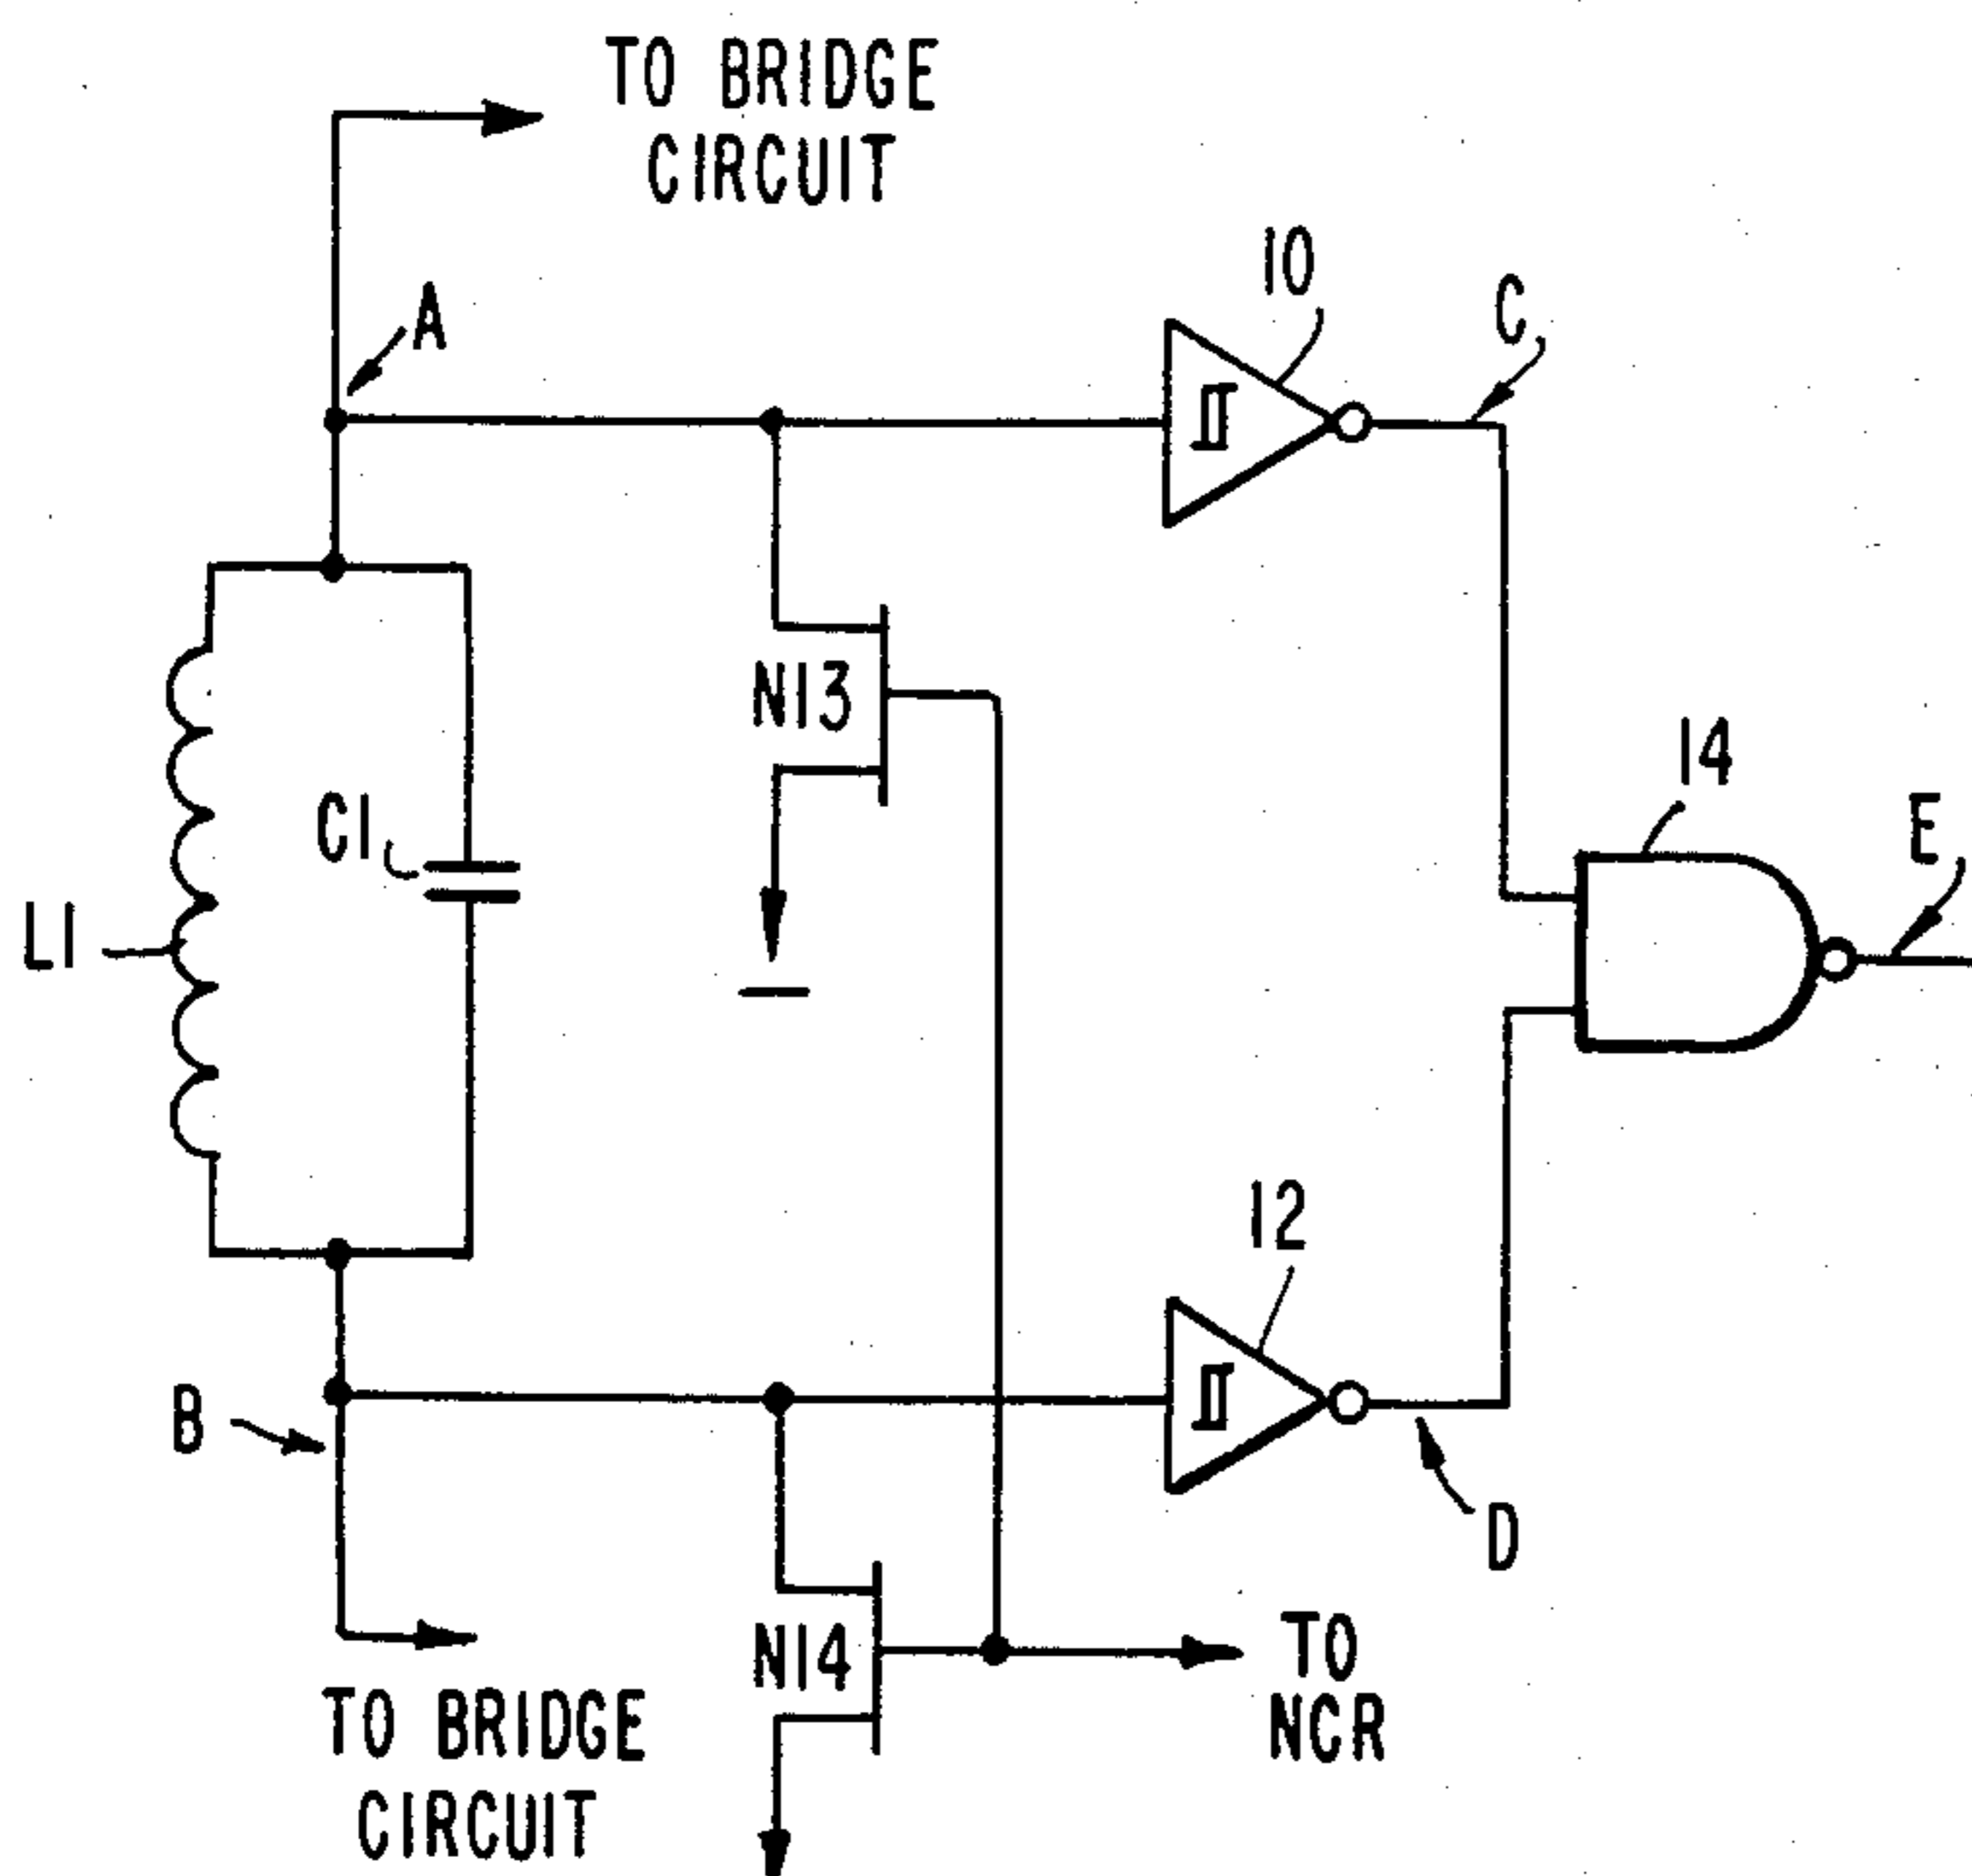 TO BRIDGE
CIRCUIT
A
10
C
N13
C1
14
E
L1
12
B
D
N14
TO
NCR
TO BRIDGE
CIRCUIT